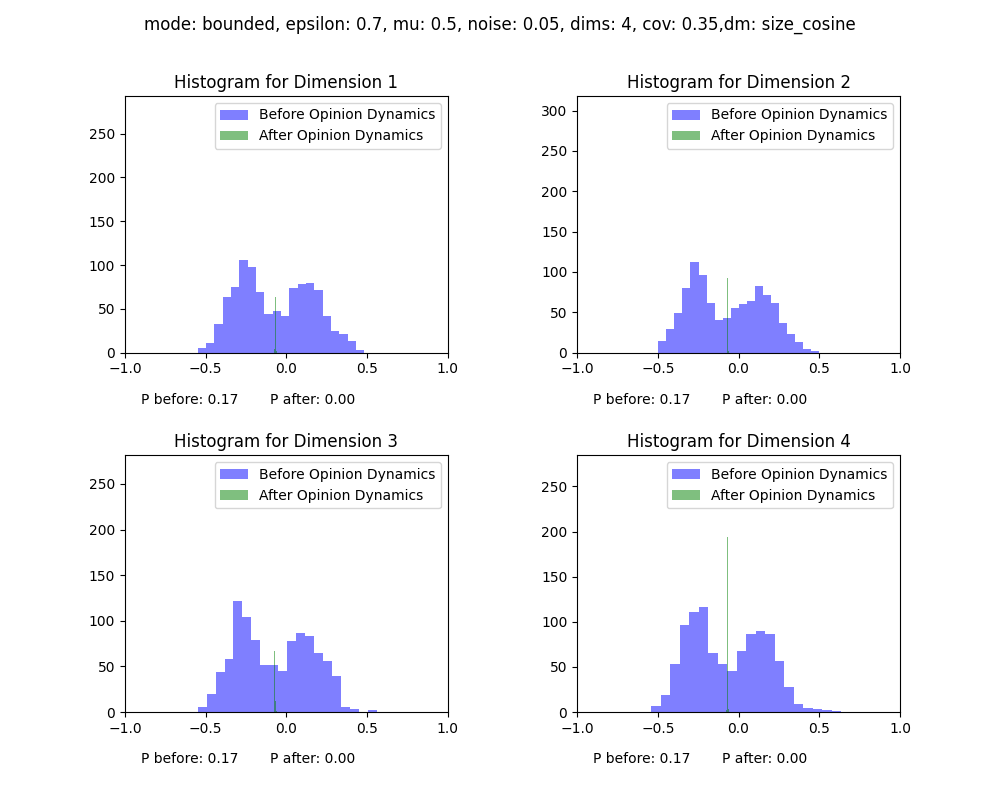 mode: bounded, epsilon: 0.7, mu: 0.5, noise: 0.05, dims: 4, cov: 0.35,dm: size_cosine
Histogram for Dimension 1
Before Opinion Dynamics
After Opinion Dynamics
250
200
150
100
50
0
−1.0 −0.5 0.0 0.5 1.0
P before: 0.17 P after: 0.00
Histogram for Dimension 2
Before Opinion Dynamics
After Opinion Dynamics
300
250
200
150
100
50
0
−1.0 −0.5 0.0 0.5 1.0
P before: 0.17 P after: 0.00
Histogram for Dimension 3
Before Opinion Dynamics
After Opinion Dynamics
250
200
150
100
50
0
−1.0 −0.5 0.0 0.5 1.0
P before: 0.17 P after: 0.00
Histogram for Dimension 4
Before Opinion Dynamics
After Opinion Dynamics
250
200
150
100
50
0
−1.0 −0.5 0.0 0.5 1.0
P before: 0.17 P after: 0.00